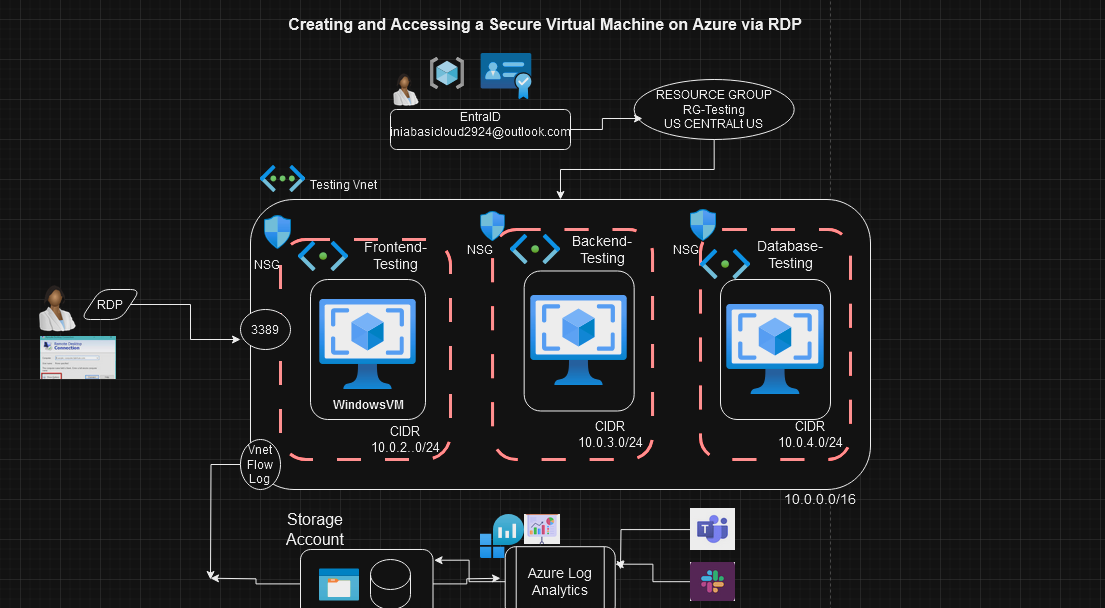 Creating and Accessing a Secure Virtual Machine on Azure via RDP
EntraID
iniabasicloud2924@outlook.com
RESOURCE GROUP
RG-Testing
US CENTRALt US
Testing Vnet
NSG
Frontend-
Testing
NSG
Backend-
Testing
NSG
Database-
Testing
RDP
3389
Remote Desktop
Connection
WindowsVM
CIDR
10.0.2..0/24
CIDR
10.0.3.0/24
CIDR
10.0.4.0/24
Vnet
Flow
Log
10.0.0.0/16
Storage
Account
Azure Log
Analytics